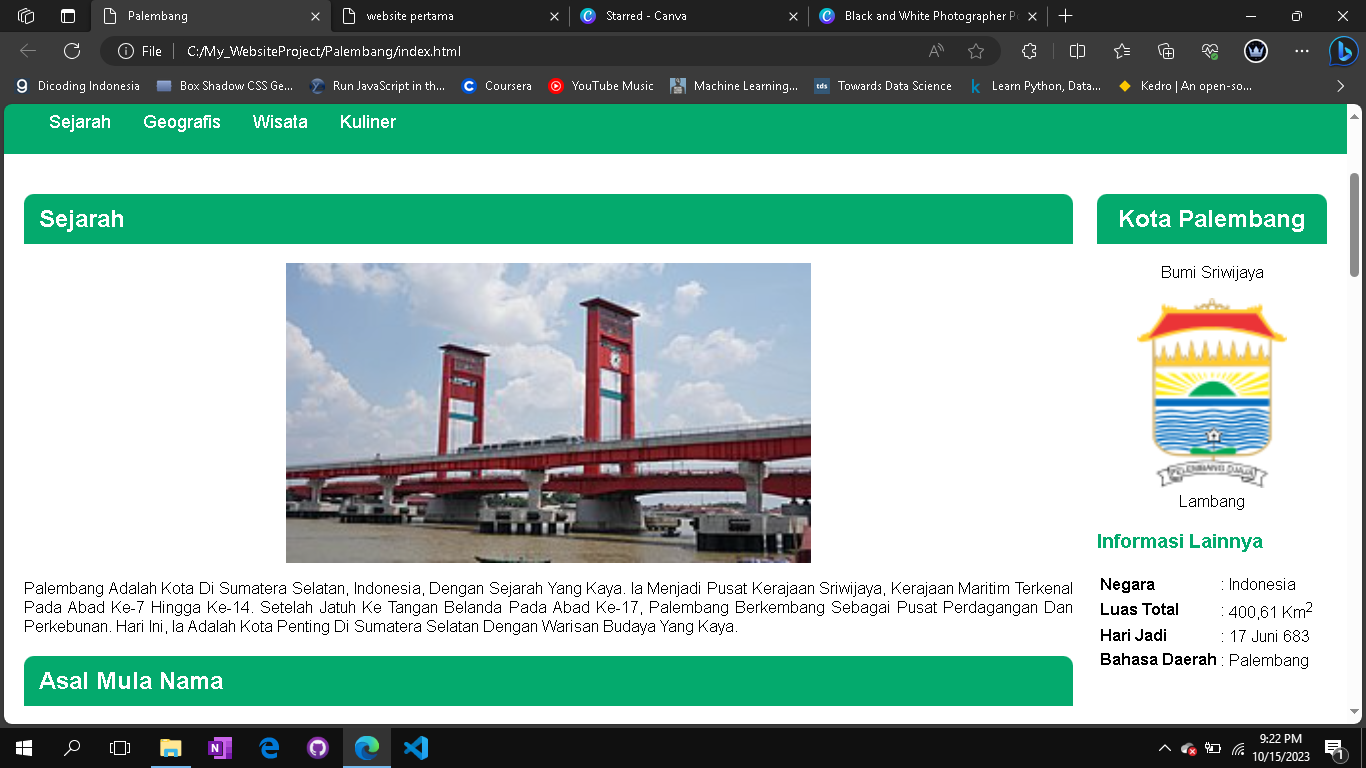 Palembang
website pertama
Starred - Canva
Black and White Photographer Po
File
C:/My_WebsiteProject/Palembang/index.html
Dicoding Indonesia
Box Shadow CSS Ge...
Run JavaScript in th...
Coursera
YouTube Music
Machine Learning...
tds
Towards Data Science
Learn Python, Data...
Kedro | An open-so...
Sejarah
Geografis
Wisata
Kuliner
Sejarah
Palembang Adalah Kota Di Sumatera Selatan, Indonesia, Dengan Sejarah Yang Kaya. Ia Menjadi Pusat Kerajaan Sriwijaya, Kerajaan Maritim Terkenal
Pada Abad Ke-7 Hingga Ke-14. Setelah Jatuh Ke Tangan Belanda Pada Abad Ke-17, Palembang Berkembang Sebagai Pusat Perdagangan Dan
Perkebunan. Hari Ini, Ia Adalah Kota Penting Di Sumatera Selatan Dengan Warisan Budaya Yang Kaya.
Asal Mula Nama
Kota Palembang
Bumi Sriwijaya
PALEMBANG DJAJA
Lambang
Informasi Lainnya
Negara : Indonesia
Luas Total : 400,61 Km²
Hari Jadi : 17 Juni 683
Bahasa Daerah : Palembang
9:22 PM
10/15/2023
1